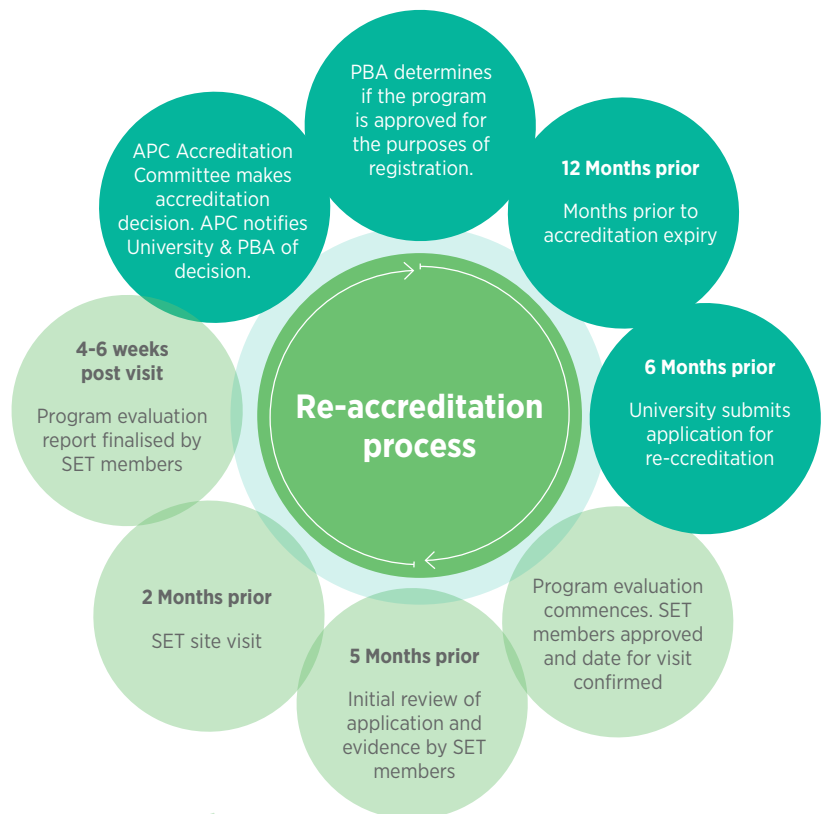 PBA determines
if the program
is approved for
the purposes of
registration.
12 Months prior
Months prior to
accreditation expiry
6 Months prior
University submits
application for
re-ccreditation
Program evaluation
commences. SET
members approved
and date for visit
confirmed
5 Months prior
Initial review of
application and
evidence by SET
members
2 Months prior
SET site visit
4-6 weeks
post visit
Program evaluation
report finalised by
SET members
APC Accreditation
Committee makes
accreditation
decision. APC notifies
University & PBA of
decision.
Re-accreditation
process